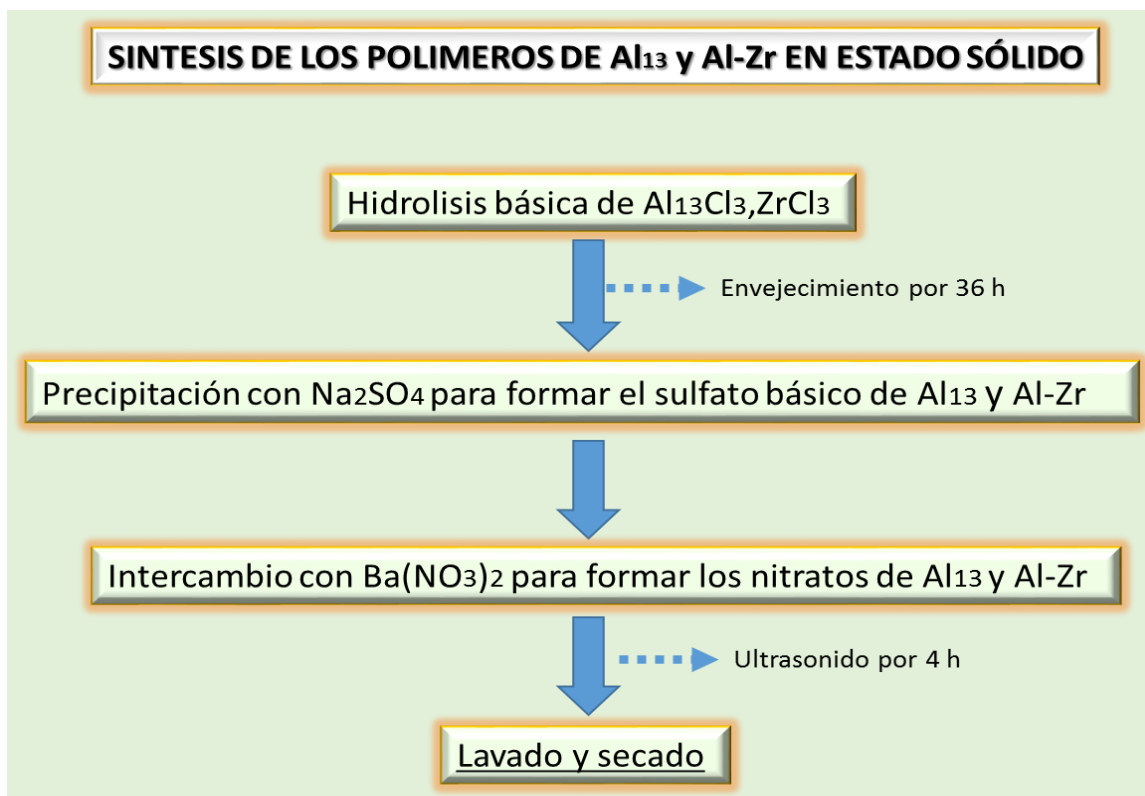 SINTESIS DE LOS POLIMEROS DE Al13 y Al-Zr EN ESTADO SÓLIDO
Hidrolisis básica de Al13Cl3,ZrCl3
Envejecimiento por 36 h
Precipitación con Na2SO4 para formar el sulfato básico de Al13 y Al-Zr
Intercambio con Ba(NO3)2 para formar los nitratos de Al13 y Al-Zr
Ultrasonido por 4 h
Lavado y secado